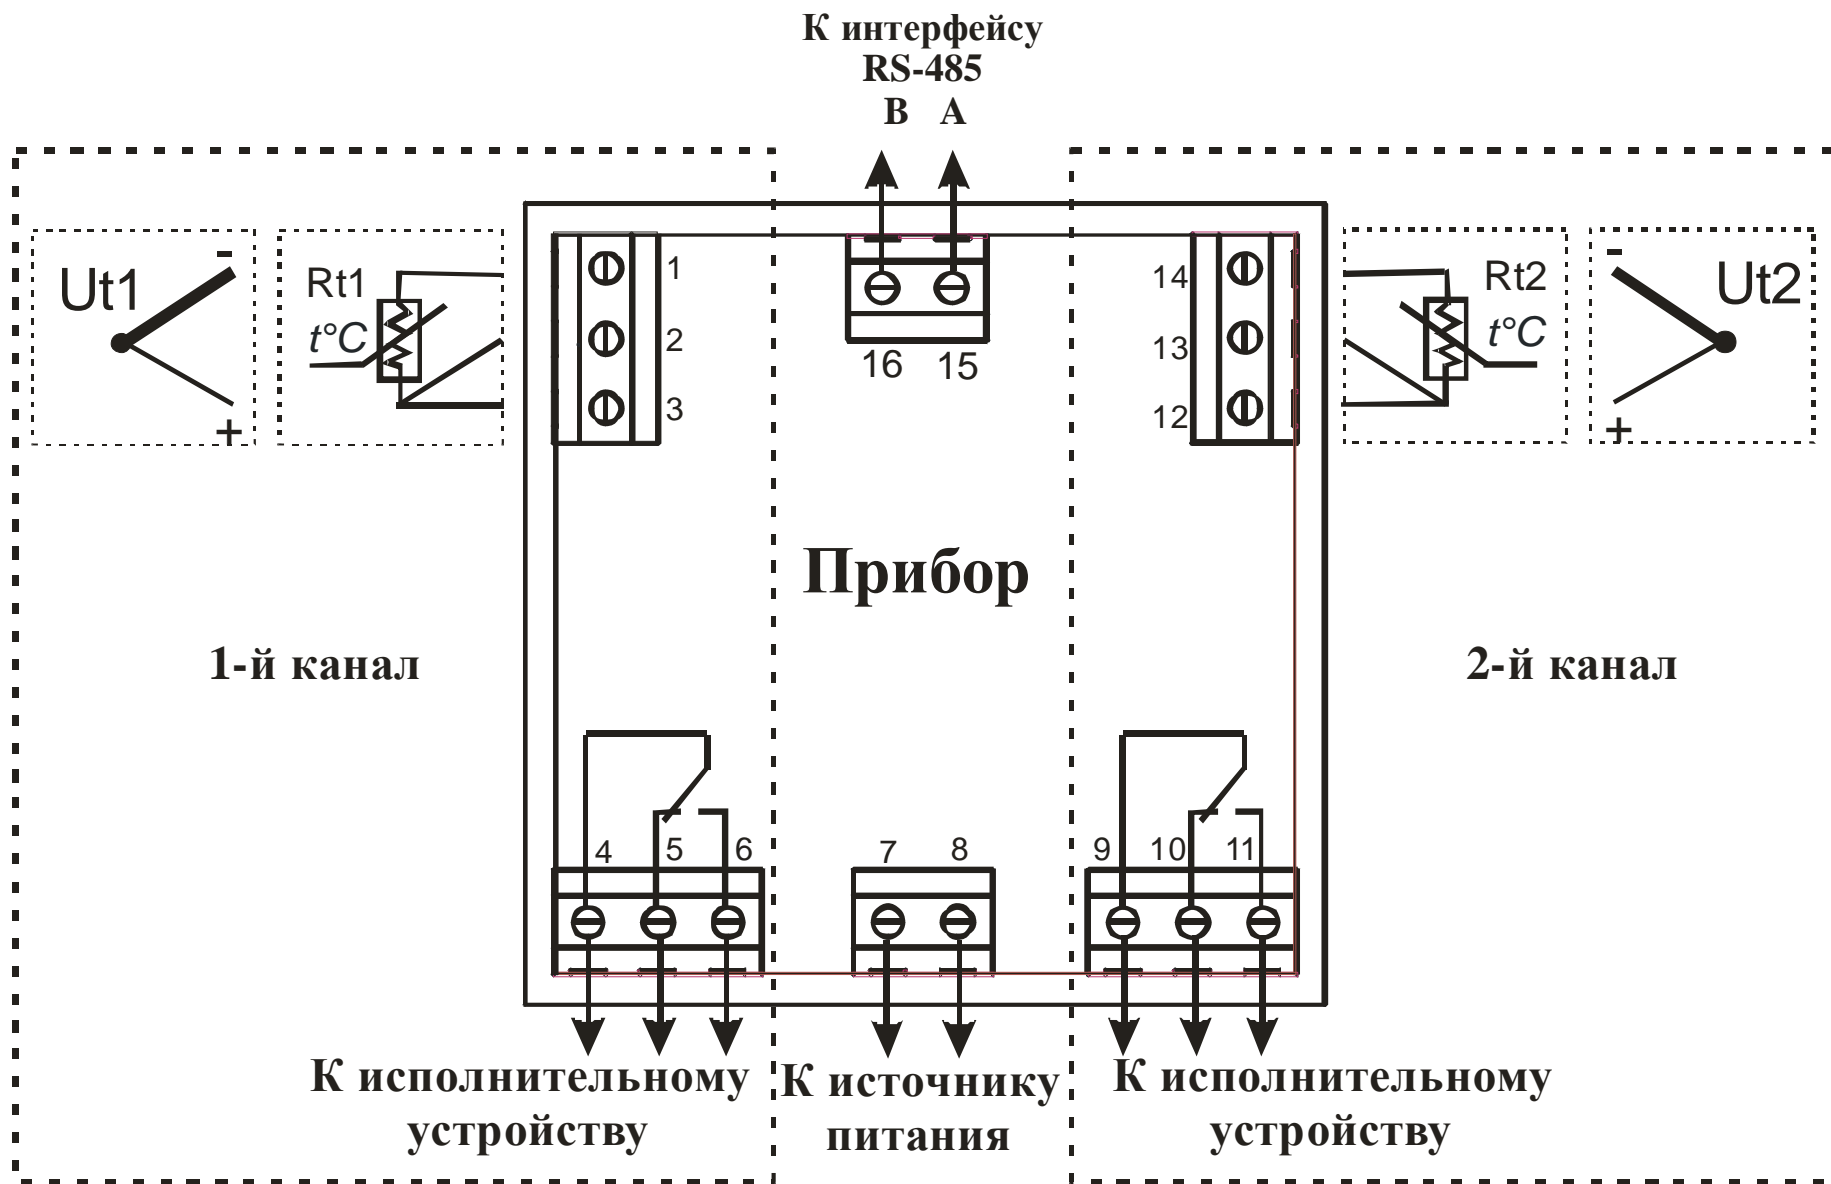 К интерфейсу
RS-485
B A
Ut1
-
+
Rt1
t°C
1
2
3
16 15
14
13
12
Rt2
t°C
-
Ut2
+
Прибор
1-й канал
2-й канал
4 5 6
7 8
9 10 11
К исполнительному
устройству
К источнику
питания
К исполнительному
устройству